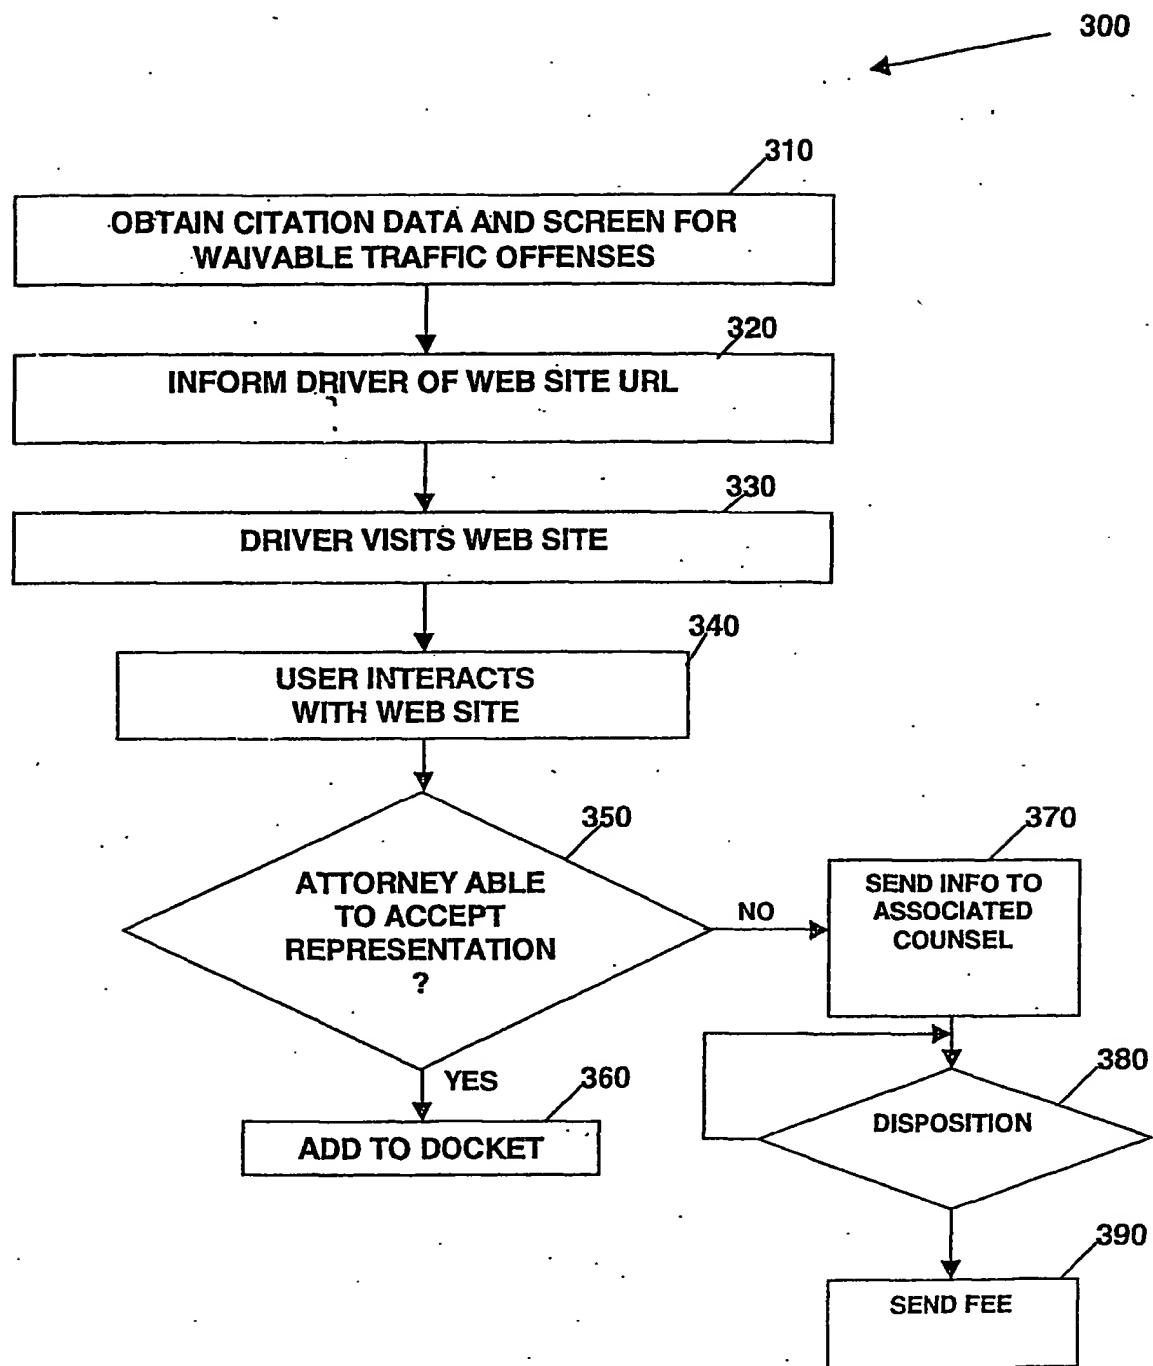 300
310
OBTAIN CITATION DATA AND SCREEN FOR
WAIVABLE TRAFFIC OFFENSES
320
INFORM DRIVER OF WEB SITE URL
330
DRIVER VISITS WEB SITE
340
USER INTERACTS
WITH WEB SITE
350
ATTORNEY ABLE
TO ACCEPT
REPRESENTATION
?
NO
370
SEND INFO TO
ASSOCIATED
COUNSEL
YES
360
ADD TO DOCKET
380
DISPOSITION
390
SEND FEE